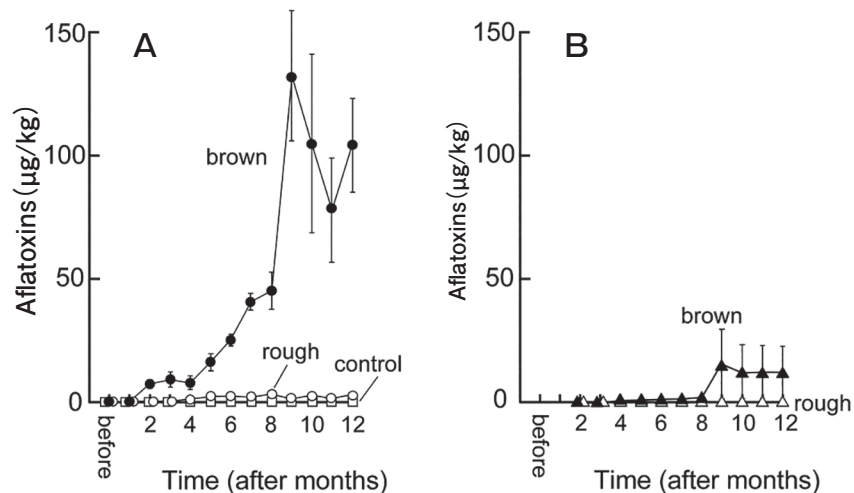 A
150
100
50
0
Aflatoxins (μg/kg)
brown
rough
control
before
2 4 6 8 10 12
Time (after months)
B
150
100
50
0
Aflatoxins (μg/kg)
brown
rough
before
2 4 6 8 10 12
Time (after months)